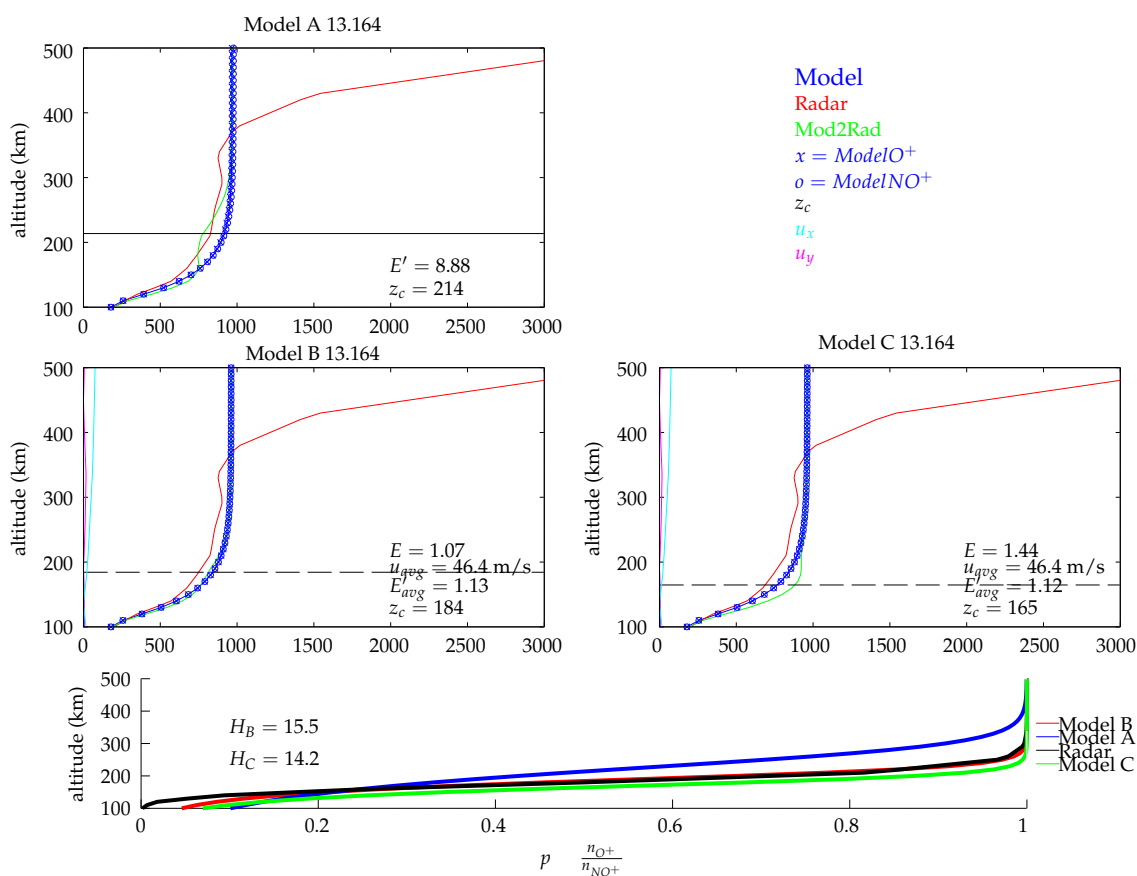 Model A 13.164
500
400
300
200
100
altitude (km)
E′ = 8.88
z_c = 214
0 500 1000 1500 2000 2500 3000
Model
Radar
Mod2Rad
x = ModelO⁺
o = ModelNO⁺
z_c
u_x
u_y
Model B 13.164
500
400
300
200
100
altitude (km)
E = 1.07
u_avg = 46.4 m/s
E_avg = 1.13
z_c = 184
0 500 1000 1500 2000 2500 3000
Model C 13.164
500
400
300
200
100
altitude (km)
E = 1.44
u_avg = 46.4 m/s
E_avg = 1.12
z_c = 165
0 500 1000 1500 2000 2500 3000
500
400
300
200
100
altitude (km)
H_B = 15.5
H_C = 14.2
Model B
Model A
Radar
Model C
0 0.2 0.4 0.6 0.8 1
p n_O⁺/n_NO⁺